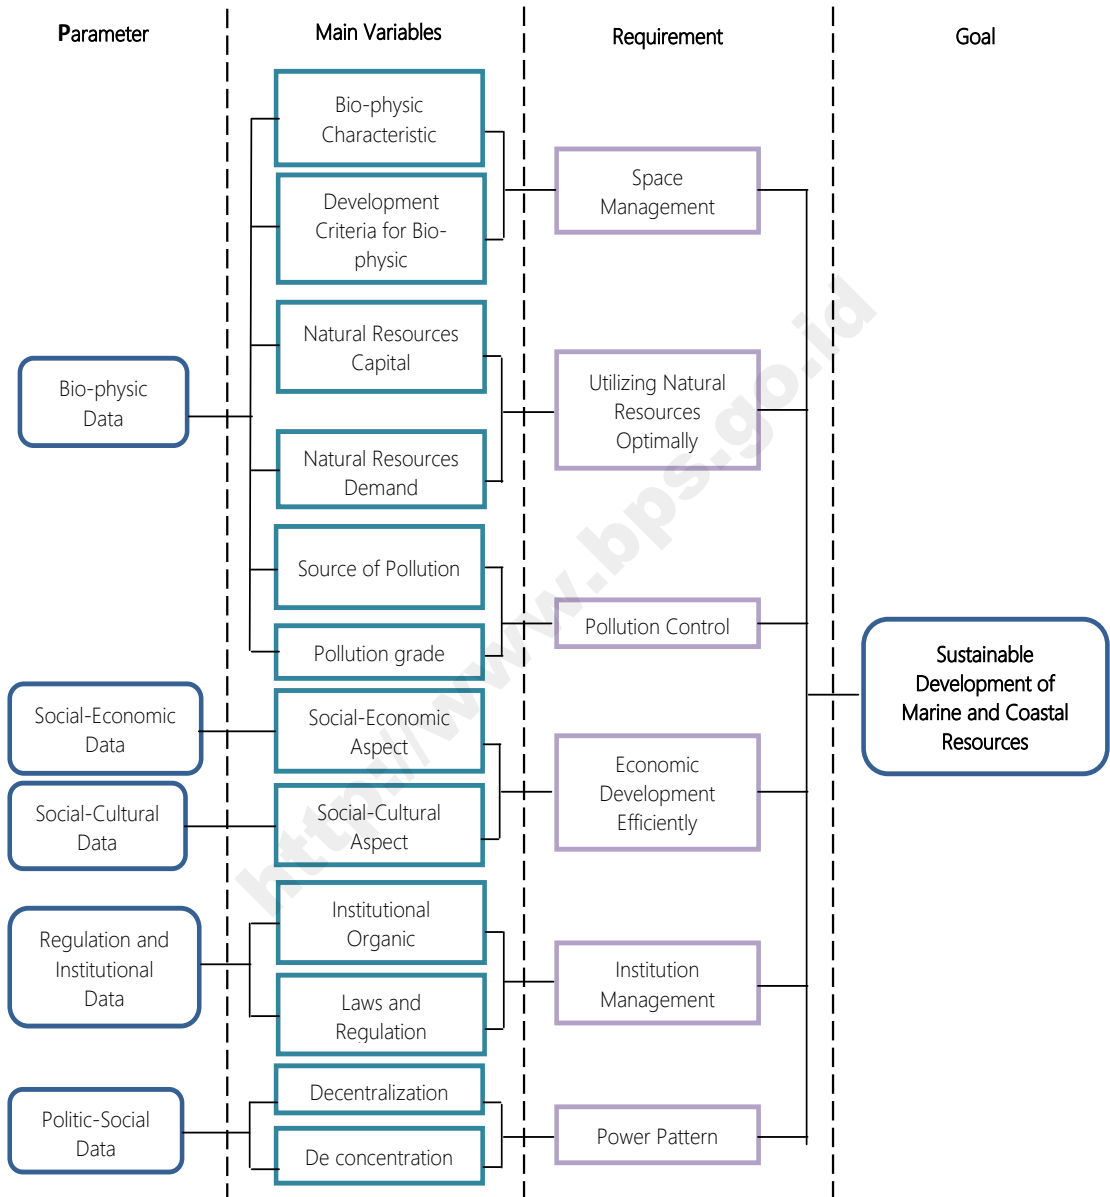 Parameter
Main Variables
Requirement
Goal
Bio-physic
Characteristic
Development
Criteria for Bio-
physic
Natural Resources
Capital
Natural Resources
Demand
Source of Pollution
Pollution grade
Social-Economic
Aspect
Social-Cultural
Aspect
Institutional
Organic
Laws and
Regulation
Decentralization
De concentration
Bio-physic
Data
Social-Economic
Data
Social-Cultural
Data
Regulation and
Institutional
Data
Politic-Social
Data
Space
Management
Utilizing Natural
Resources
Optimally
Pollution Control
Economic
Development
Efficiently
Institution
Management
Power Pattern
Sustainable
Development of
Marine and Coastal
Resources
http://www.bps.go.id